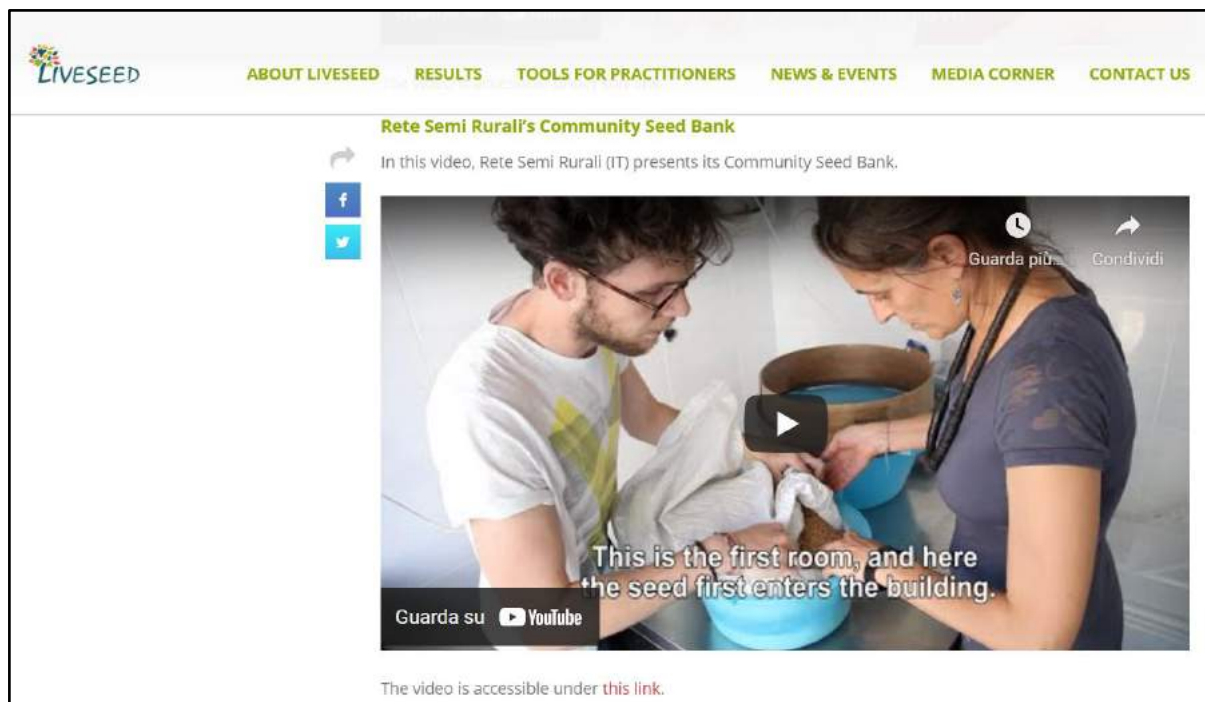 LIVESEED
ABOUT LIVESEED RESULTS TOOLS FOR PRACTITIONERS NEWS & EVENTS MEDIA CORNER CONTACT US
Rete Semi Rurali's Community Seed Bank
In this video, Rete Semi Rurali (IT) presents its Community Seed Bank.
Guarda più... Condividi
This is the first room, and here
the seed first enters the building.
Guarda su YouTube
The video is accessible under this link.